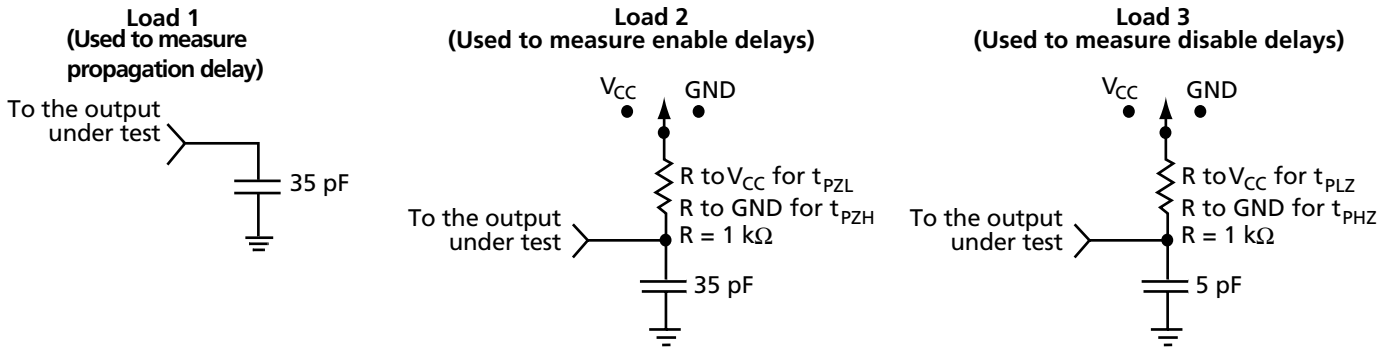 Load 1
(Used to measure
propagation delay)
To the output
under test
35 pF
Load 2
(Used to measure enable delays)
VCC
GND
R to VCC for tPZL
R to GND for tPZH
R = 1 kΩ
To the output
under test
35 pF
Load 3
(Used to measure disable delays)
VCC
GND
R to VCC for tPLZ
R to GND for tPHZ
R = 1 kΩ
To the output
under test
5 pF